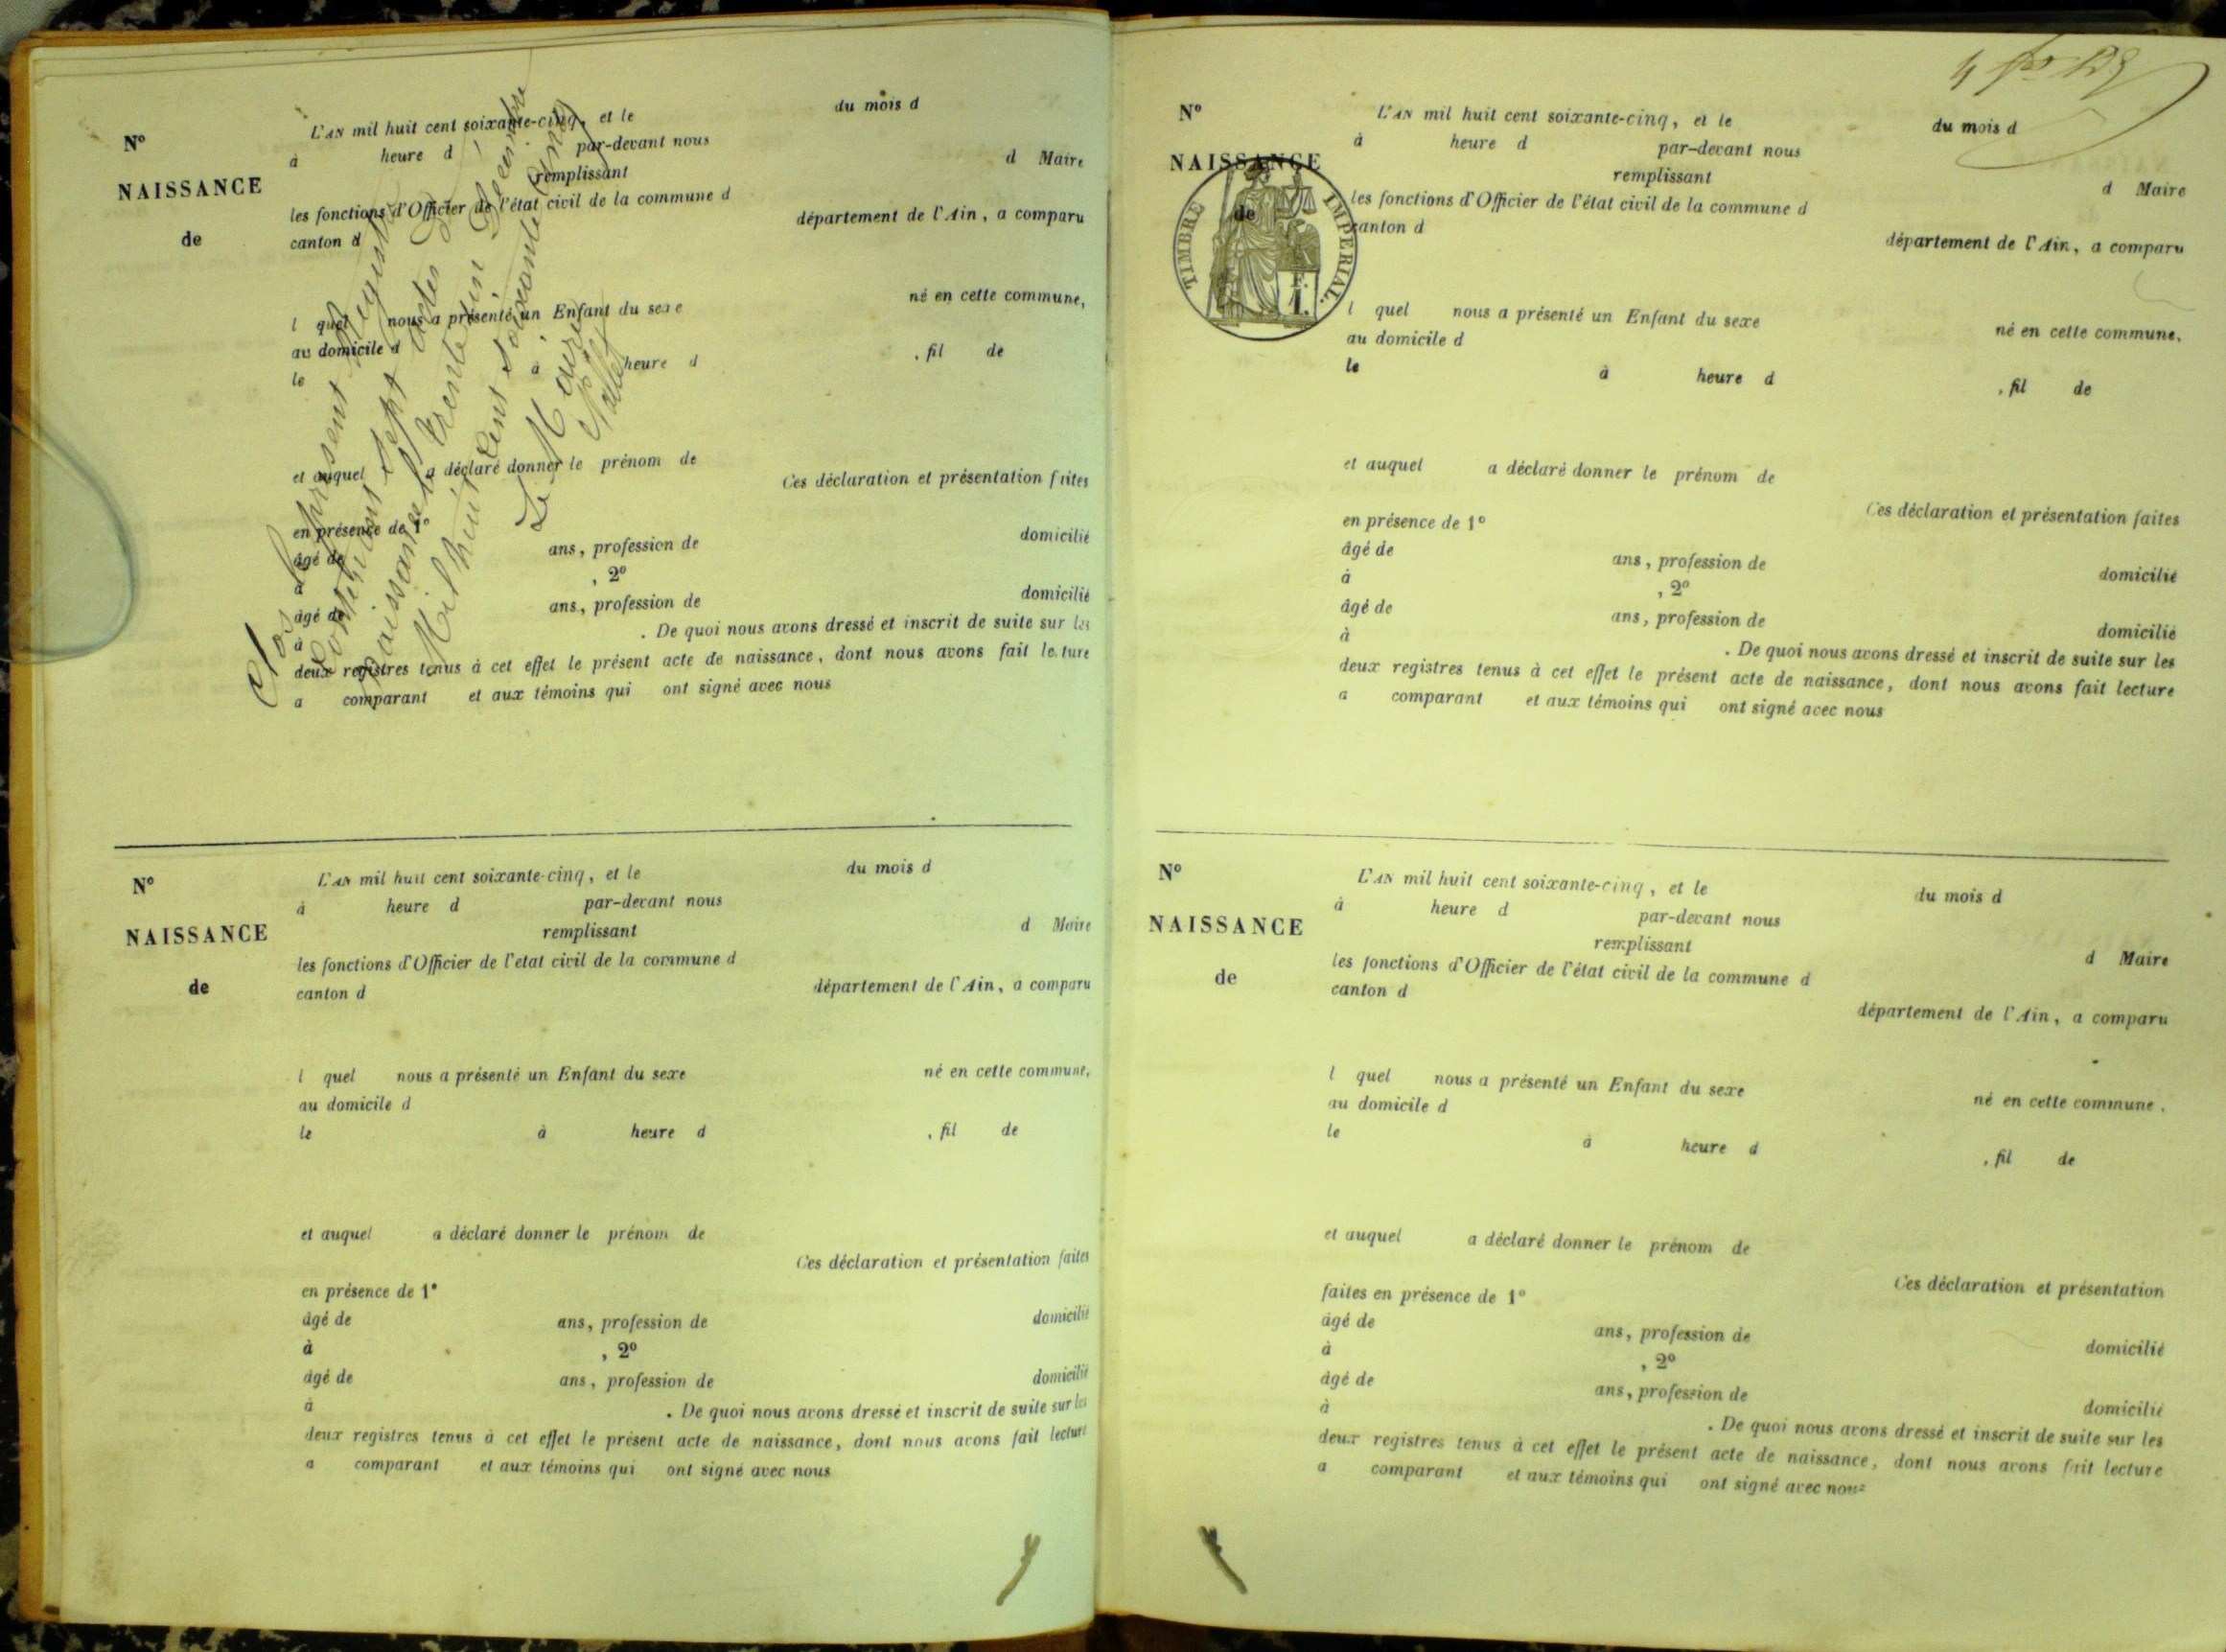 Nº
NAISSANCE
de
L'AN mil huit cent soixante-cinq, et le du mois d
à heure d par-devant nous
remplissant d Maire
les fonctions d'Officier de l'état civil de la commune d
canton d département de l'Ain, a comparu
l quel nous a présenté un Enfant du sexe né en cette commune,
au domicile d
le à heure d , fil de
et auquel a déclaré donner le prénom de
Ces déclaration et présentation faites
en présence de 1º
âgé de ans, profession de domicilié
à , 2º
âgé de ans, profession de domicilié
à . De quoi nous avons dressé et inscrit de suite sur les
deux registres tenus à cet effet le présent acte de naissance, dont nous avons fait lecture
a comparant et aux témoins qui ont signé avec nous
Clos le présent Registre
contenant sept actes de
naissance le trente un Décembre
Mil huit cent soixante cinq
Le Maire
Nº
NAISSANCE
de
L'AN mil huit cent soixante-cinq, et le du mois d
à heure d par-devant nous
remplissant d Maire
les fonctions d'Officier de l'etat civil de la commune d
canton d département de l'Ain, a comparu
l quel nous a présenté un Enfant du sexe né en cette commune,
au domicile d
le à heure d , fil de
et auquel a déclaré donner le prénom de
Ces déclaration et présentation faites
en présence de 1º
âgé de ans, profession de domicilié
à , 2º
âgé de ans, profession de domicilié
à . De quoi nous avons dressé et inscrit de suite sur les
deux registres tenus à cet effet le présent acte de naissance, dont nous avons fait lecture
a comparant et aux témoins qui ont signé avec nous
Nº
NAISSANCE
de
TIMBRE IMPERIAL.
L'AN mil huit cent soixante-cinq, et le du mois d
à heure d par-devant nous
remplissant d Maire
les fonctions d'Officier de l'état civil de la commune d
canton d département de l'Ain, a comparu
l quel nous a présenté un Enfant du sexe né en cette commune,
au domicile d
le à heure d , fil de
et auquel a déclaré donner le prénom de
Ces déclaration et présentation faites
en présence de 1º
âgé de ans, profession de domicilié
à , 2º
âgé de ans, profession de domicilié
à . De quoi nous avons dressé et inscrit de suite sur les
deux registres tenus à cet effet le présent acte de naissance, dont nous avons fait lecture
a comparant et aux témoins qui ont signé avec nous
Nº
NAISSANCE
de
L'AN mil huit cent soixante-cinq, et le du mois d
à heure d par-devant nous
remplissant d Maire
les fonctions d'Officier de l'état civil de la commune d
canton d département de l'Ain, a comparu
l quel nous a présenté un Enfant du sexe né en cette commune.
au domicile d
le à heure d , fil de
et auquel a déclaré donner le prénom de
Ces déclaration et présentation
faites en présence de 1º
âgé de ans, profession de domicilié
à , 2º
âgé de ans, profession de domicilié
à . De quoi nous avons dressé et inscrit de suite sur les
deux registres tenus à cet effet le présent acte de naissance, dont nous avons fait lecture
a comparant et aux témoins qui ont signé avec nous